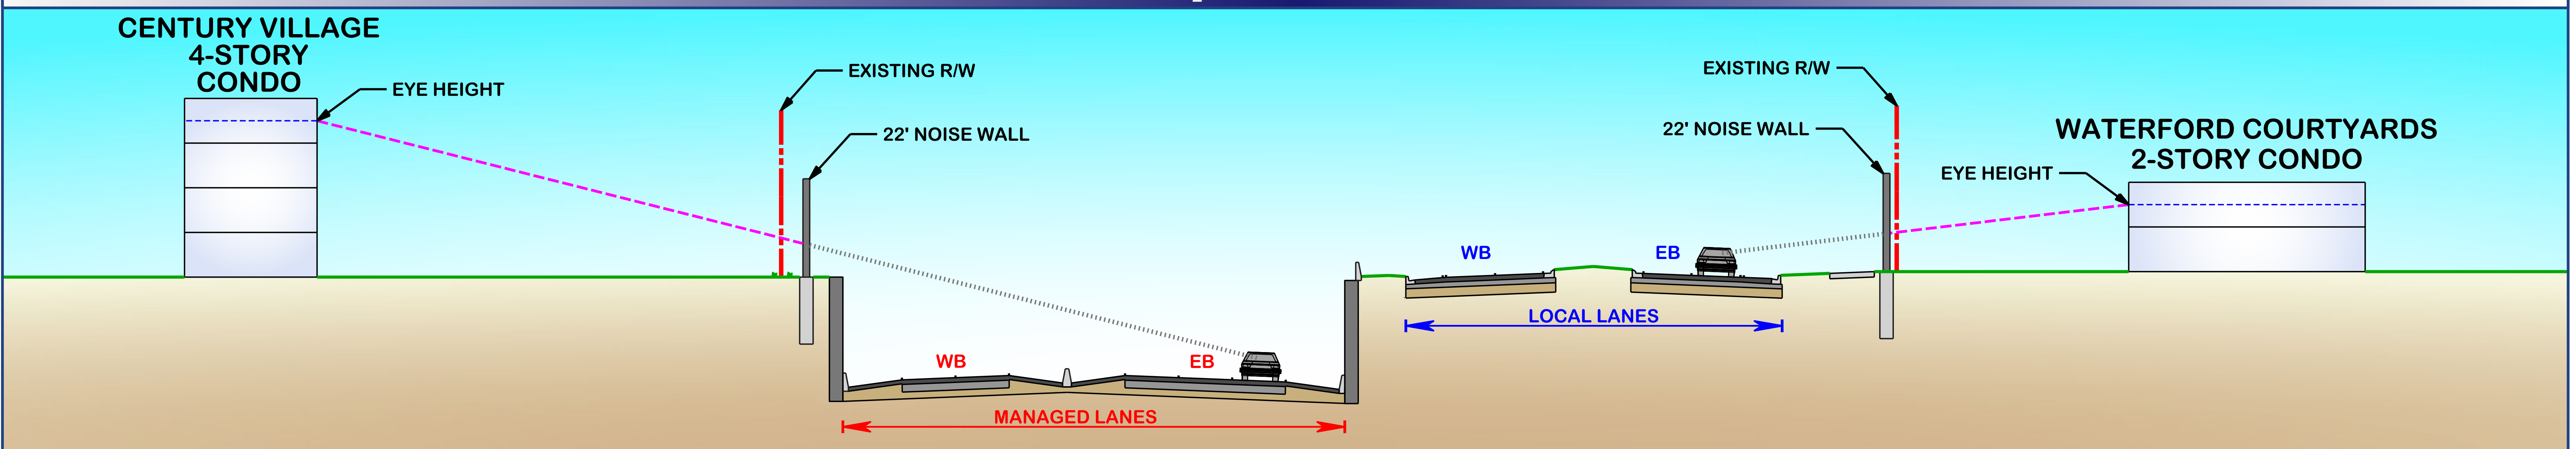 CENTURY VILLAGE
4-STORY
CONDO
EYE HEIGHT
EXISTING R/W
22' NOISE WALL
WB
EB
MANAGED LANES
EXISTING R/W
22' NOISE WALL
WB
EB
LOCAL LANES
EYE HEIGHT
WATERFORD COURTYARDS
2-STORY CONDO